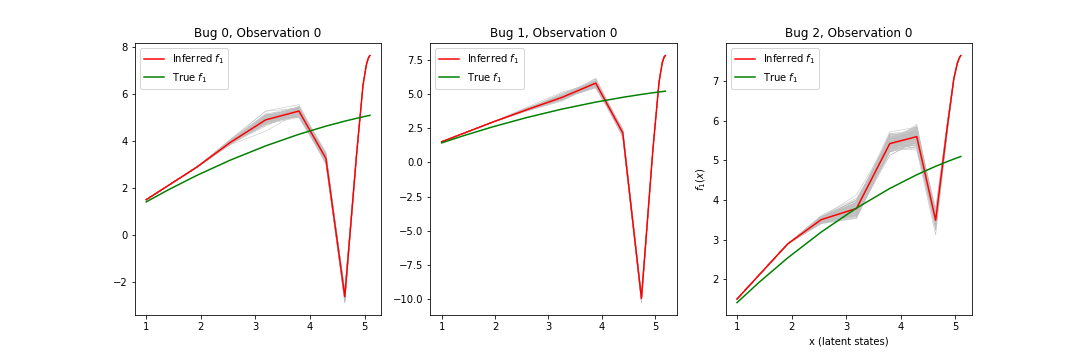 Bug 0, Observation 0
Inferred f₁
True f₁
8
6
4
2
0
−2
1 2 3 4 5
Bug 1, Observation 0
Inferred f₁
True f₁
7.5
5.0
2.5
0.0
−2.5
−5.0
−7.5
−10.0
1 2 3 4 5
Bug 2, Observation 0
Inferred f₁
True f₁
f₁(x)
7
6
5
4
3
2
1 2 3 4 5
x (latent states)